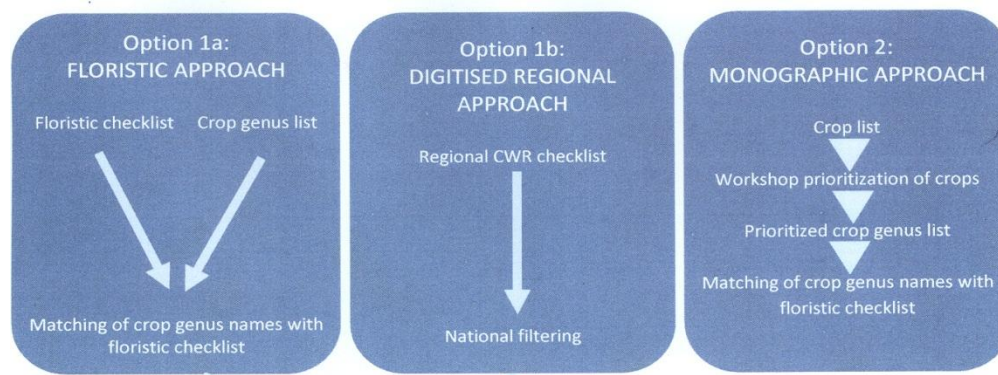 Option 1a:
FLORISTIC APPROACH
Floristic checklist
Crop genus list
Matching of crop genus names with
floristic checklist
Option 1b:
DIGITISED REGIONAL
APPROACH
Regional CWR checklist
National filtering
Option 2:
MONOGRAPHIC APPROACH
Crop list
Workshop prioritization of crops
Prioritized crop genus list
Matching of crop genus names with
floristic checklist